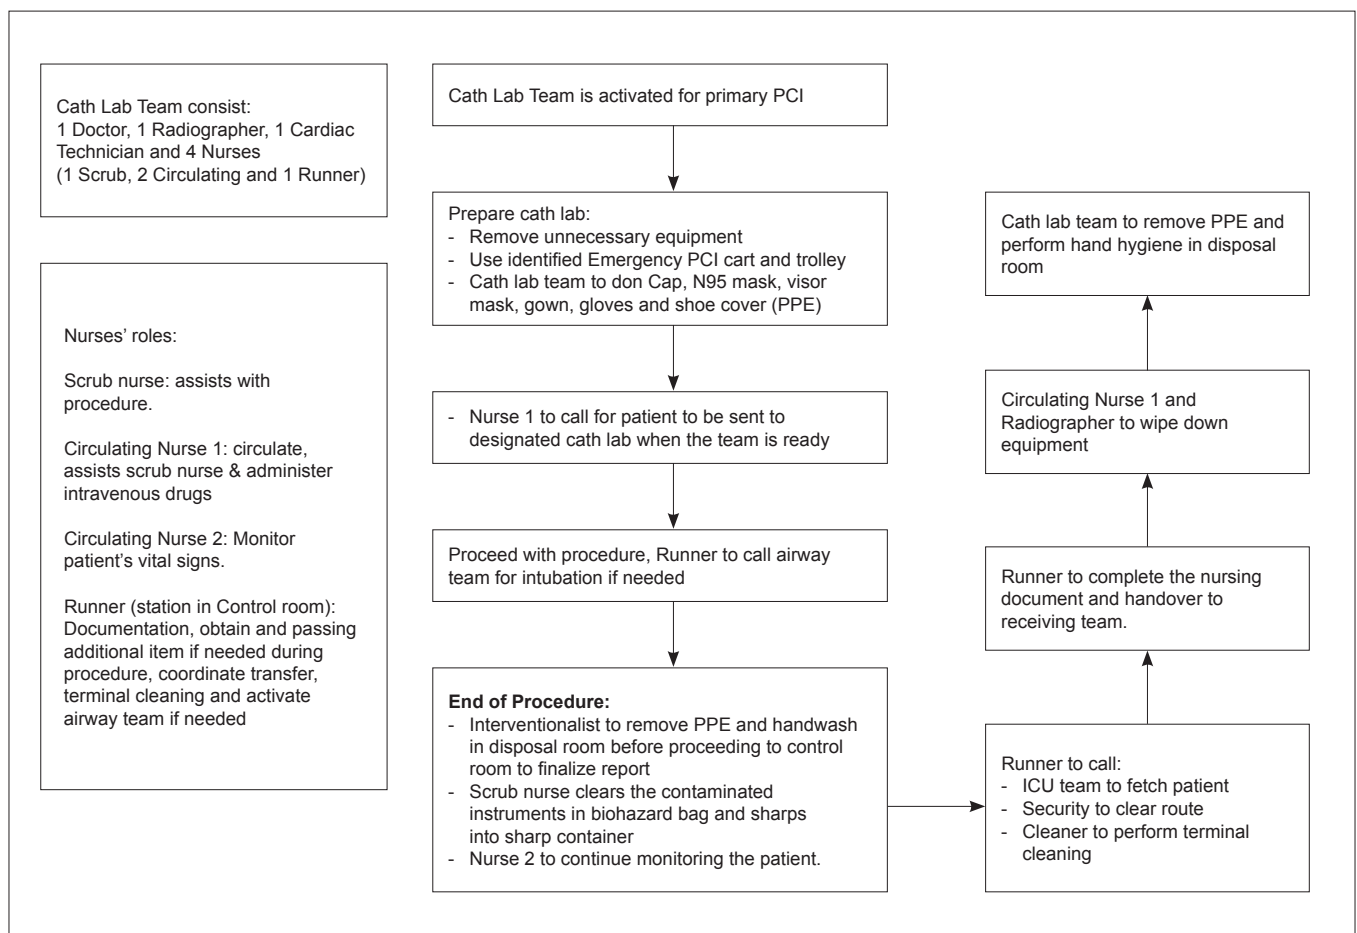 Cath Lab Team consist:
1 Doctor, 1 Radiographer, 1 Cardiac
Technician and 4 Nurses
(1 Scrub, 2 Circulating and 1 Runner)
Nurses' roles:
Scrub nurse: assists with
procedure.
Circulating Nurse 1: circulate,
assists scrub nurse & administer
intravenous drugs
Circulating Nurse 2: Monitor
patient's vital signs.
Runner (station in Control room):
Documentation, obtain and passing
additional item if needed during
procedure, coordinate transfer,
terminal cleaning and activate
airway team if needed
Cath Lab Team is activated for primary PCI
Prepare cath lab:
- Remove unnecessary equipment
- Use identified Emergency PCI cart and trolley
- Cath lab team to don Cap, N95 mask, visor
mask, gown, gloves and shoe cover (PPE)
- Nurse 1 to call for patient to be sent to
designated cath lab when the team is ready
Proceed with procedure, Runner to call airway
team for intubation if needed
End of Procedure:
- Interventionalist to remove PPE and handwash
in disposal room before proceeding to control
room to finalize report
- Scrub nurse clears the contaminated
instruments in biohazard bag and sharps
into sharp container
- Nurse 2 to continue monitoring the patient.
Runner to call:
- ICU team to fetch patient
- Security to clear route
- Cleaner to perform terminal
cleaning
Runner to complete the nursing
document and handover to
receiving team.
Circulating Nurse 1 and
Radiographer to wipe down
equipment
Cath lab team to remove PPE and
perform hand hygiene in disposal
room